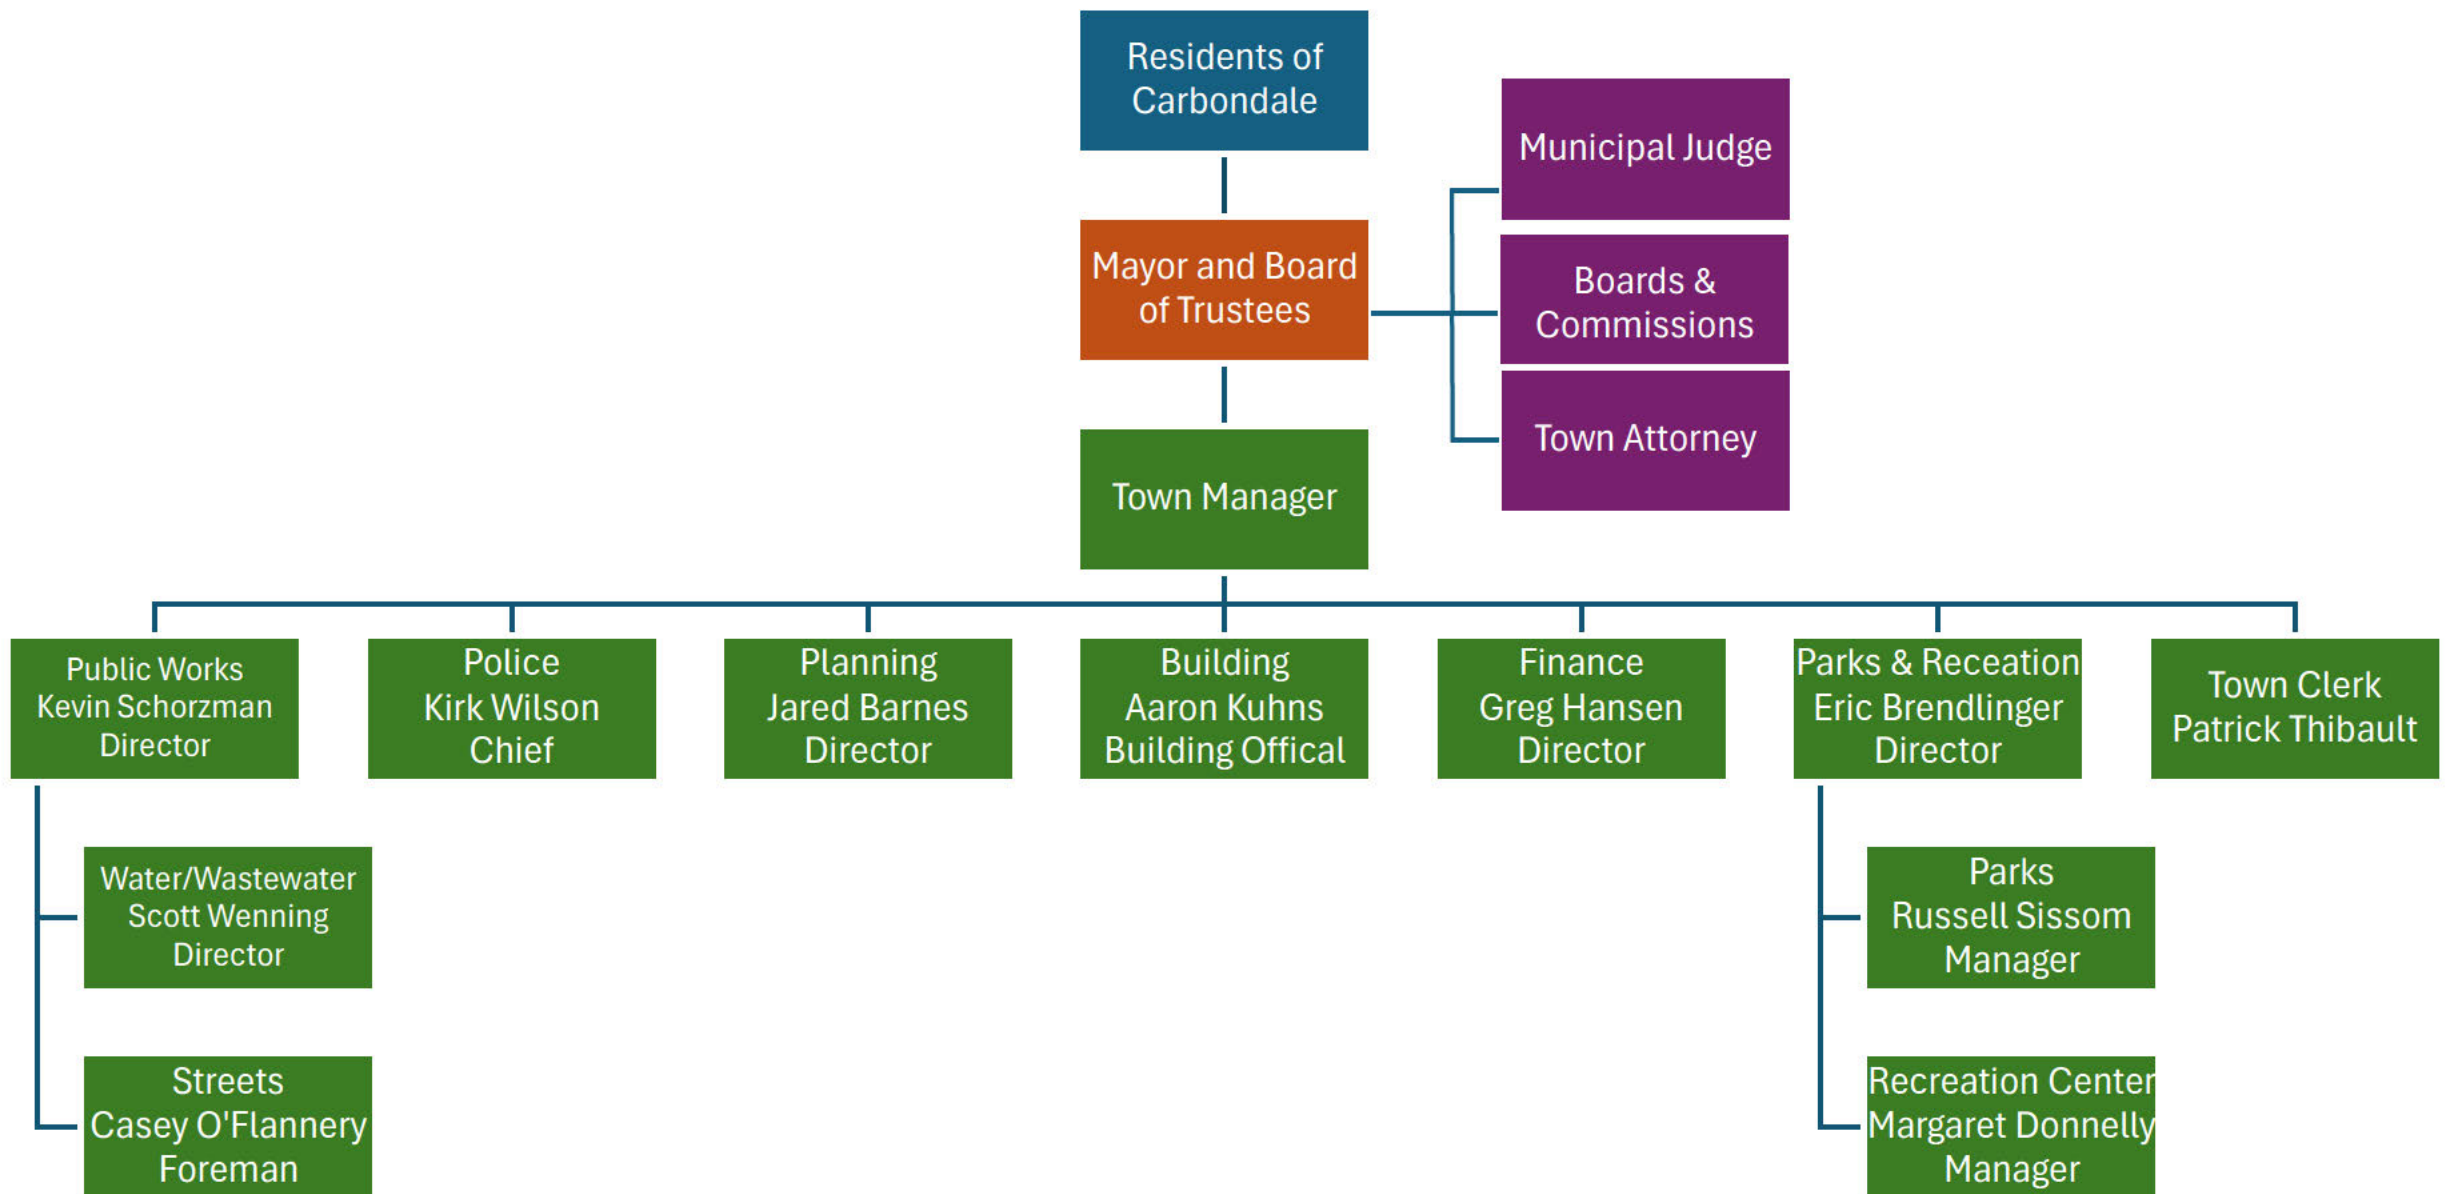 Residents of
Carbondale
Municipal Judge
Mayor and Board
of Trustees
Boards &
Commissions
Town Attorney
Town Manager
Public Works
Kevin Schorzman
Director
Police
Kirk Wilson
Chief
Planning
Jared Barnes
Director
Building
Aaron Kuhns
Building Offical
Finance
Greg Hansen
Director
Parks & Receation
Eric Brendlinger
Director
Town Clerk
Patrick Thibault
Water/Wastewater
Scott Wenning
Director
Parks
Russell Sissom
Manager
Streets
Casey O'Flannery
Foreman
Recreation Center
Margaret Donnelly
Manager